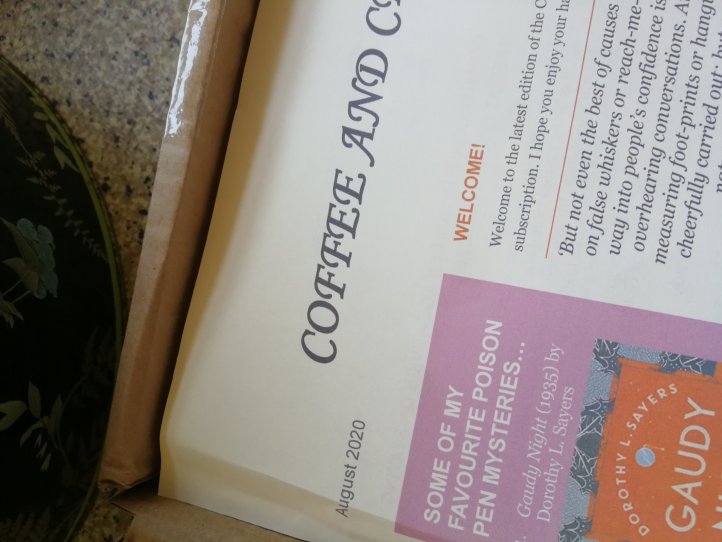 COFFEE AND
August 2020
WELCOME!
Welcome to the latest edition of the
subscription. I hope you enjoy your
'But not even the best of causes
on false whiskers or reach-me-
way into people's confidence is
overhearing conversations.
measuring foot-prints or
cheerfully carried out
SOME OF MY
FAVOURITE POISON
PEN MYSTERIES...
Gaudy Night (1935) by
Dorothy L. Sayers
DOROTHY L. SAYERS
GAUDY